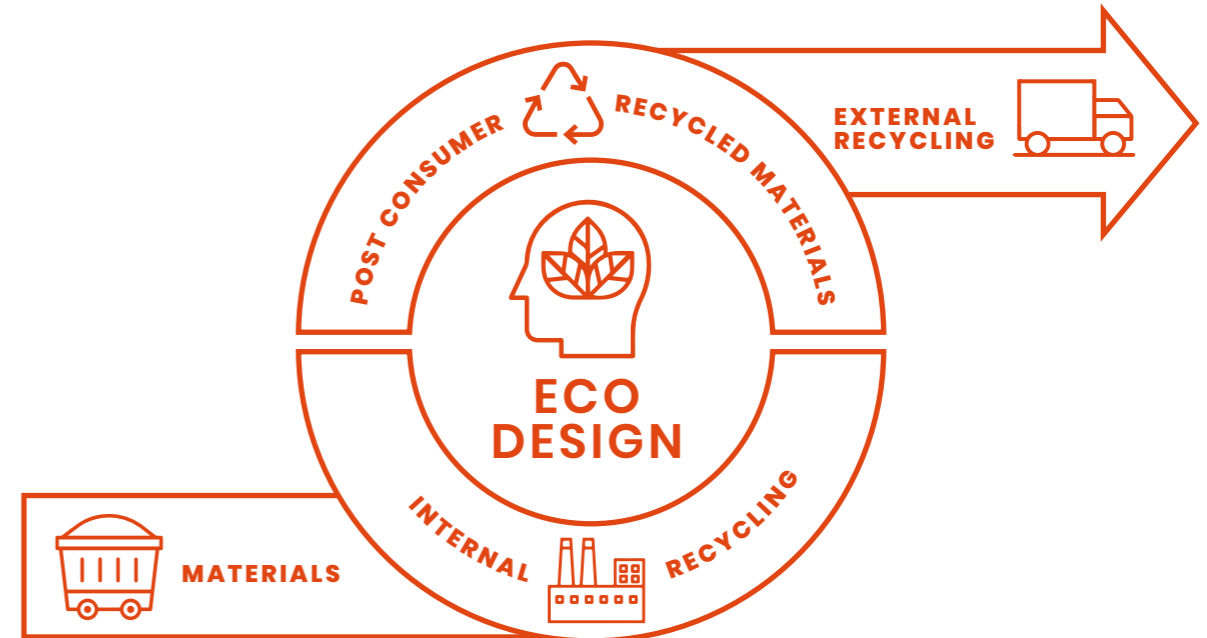 POST CONSUMER RECYCLED MATERIALS
EXTERNAL
RECYCLING
ECO
DESIGN
INTERNAL RECYCLING
MATERIALS